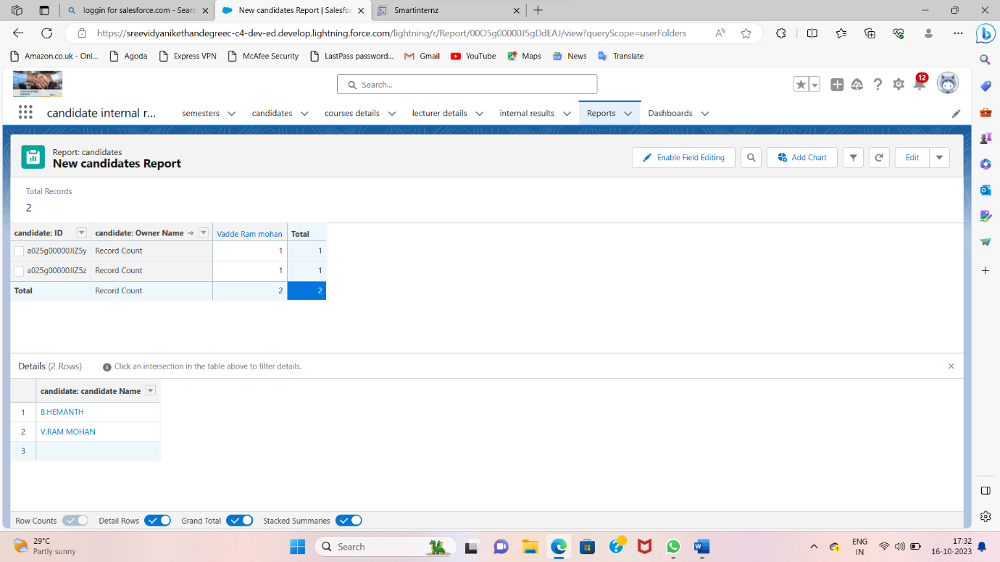 loggin for salesforce.com - Searc
New candidates Report | Salesfor
Smartinternz
https://sreevidyanikethandegreec-c4-dev-ed.develop.lightning.force.com/lightning/r/Report/00O5g00000J5gDdEAJ/view?queryScope=userFolders
Amazon.co.uk - Onl... Agoda Express VPN McAfee Security LastPass password... Gmail YouTube Maps News Translate
Search...
12
candidate internal r... semesters candidates courses details lecturer details internal results Reports Dashboards
Report: candidates
New candidates Report
Enable Field Editing Add Chart Edit
Total Records
2
candidate: ID candidate: Owner Name → Vadde Ram mohan Total
a025g00000JIZ5y Record Count 1 1
a025g00000JIZ5z Record Count 1 1
Total Record Count 2 2
Details (2 Rows) Click an intersection in the table above to filter details.
candidate: candidate Name
1 B.HEMANTH
2 V.RAM MOHAN
3
Row Counts Detail Rows Grand Total Stacked Summaries
29°C
Partly sunny
Search
ENG
IN
17:32
16-10-2023